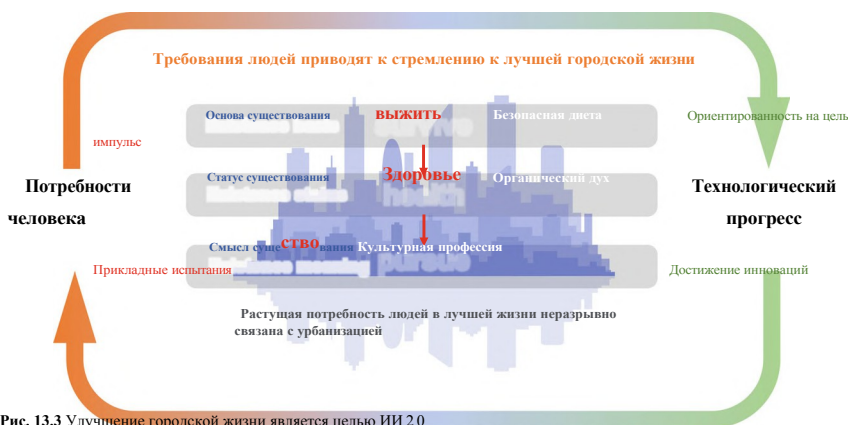 Требования людей приводят к стремлению к лучшей городской жизни
Основа существования выжить Безопасная диета
Ориентированность на цель
импульс
Статус существования Здоровье Органический дух
Потребности человека
Технологический прогресс
Смысл существования Культурная профессия
Прикладные испытания
Достижение инноваций
Растущая потребность людей в лучшей жизни неразрывно
связана с урбанизацией
Рис. 13.3 Улучшение городской жизни является целью ИИ 2.0